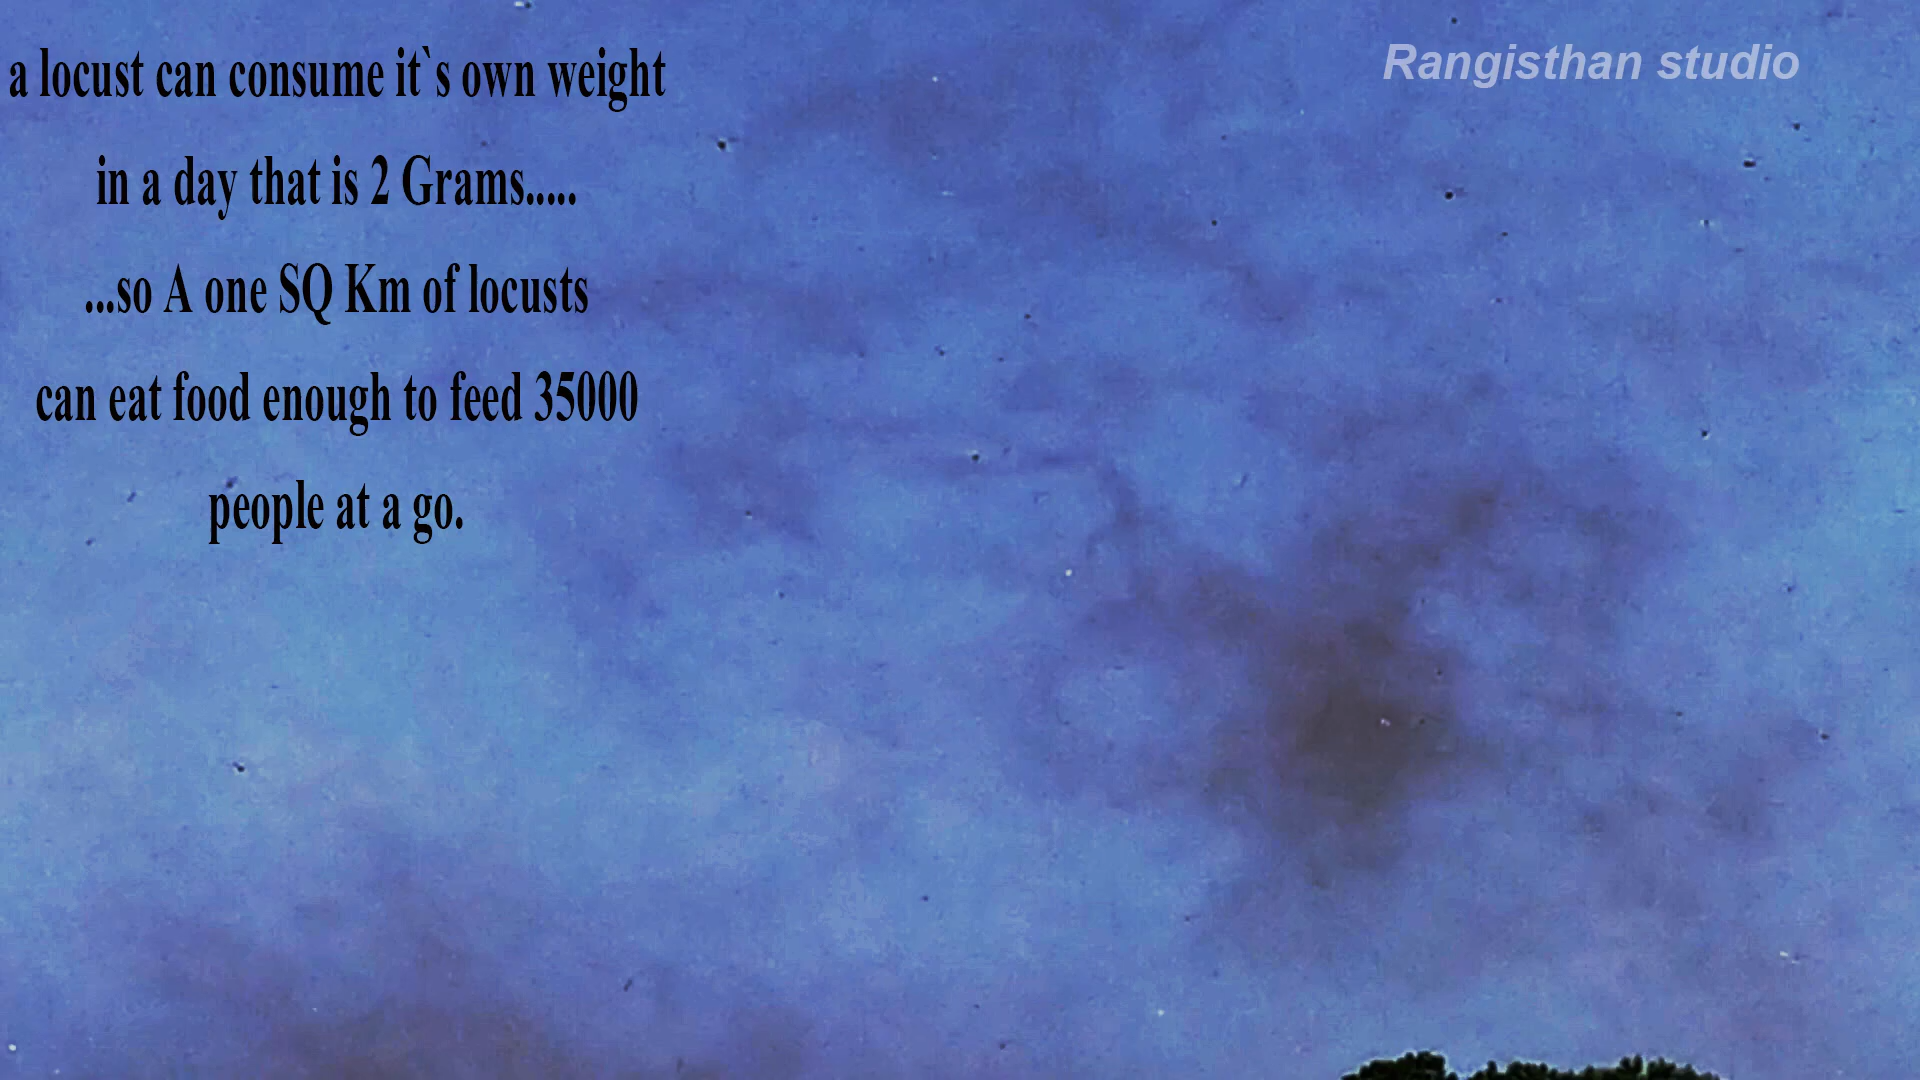 a locust can consume it`s own weight
in a day that is 2 Grams.....
...so A one SQ Km of locusts
can eat food enough to feed 35000
people at a go.
Rangisthan studio